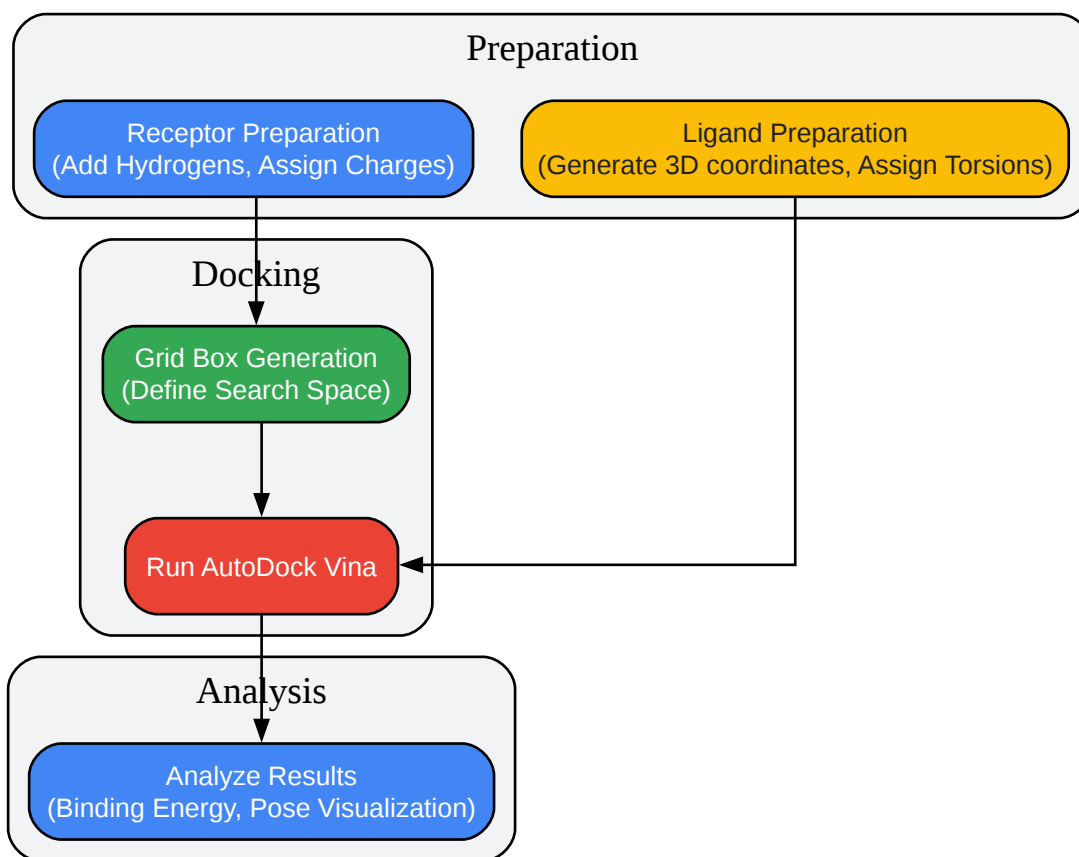 Preparation
Receptor Preparation
(Add Hydrogens, Assign Charges)
Ligand Preparation
(Generate 3D coordinates, Assign Torsions)
Docking
Grid Box Generation
(Define Search Space)
Run AutoDock Vina
Analysis
Analyze Results
(Binding Energy, Pose Visualization)